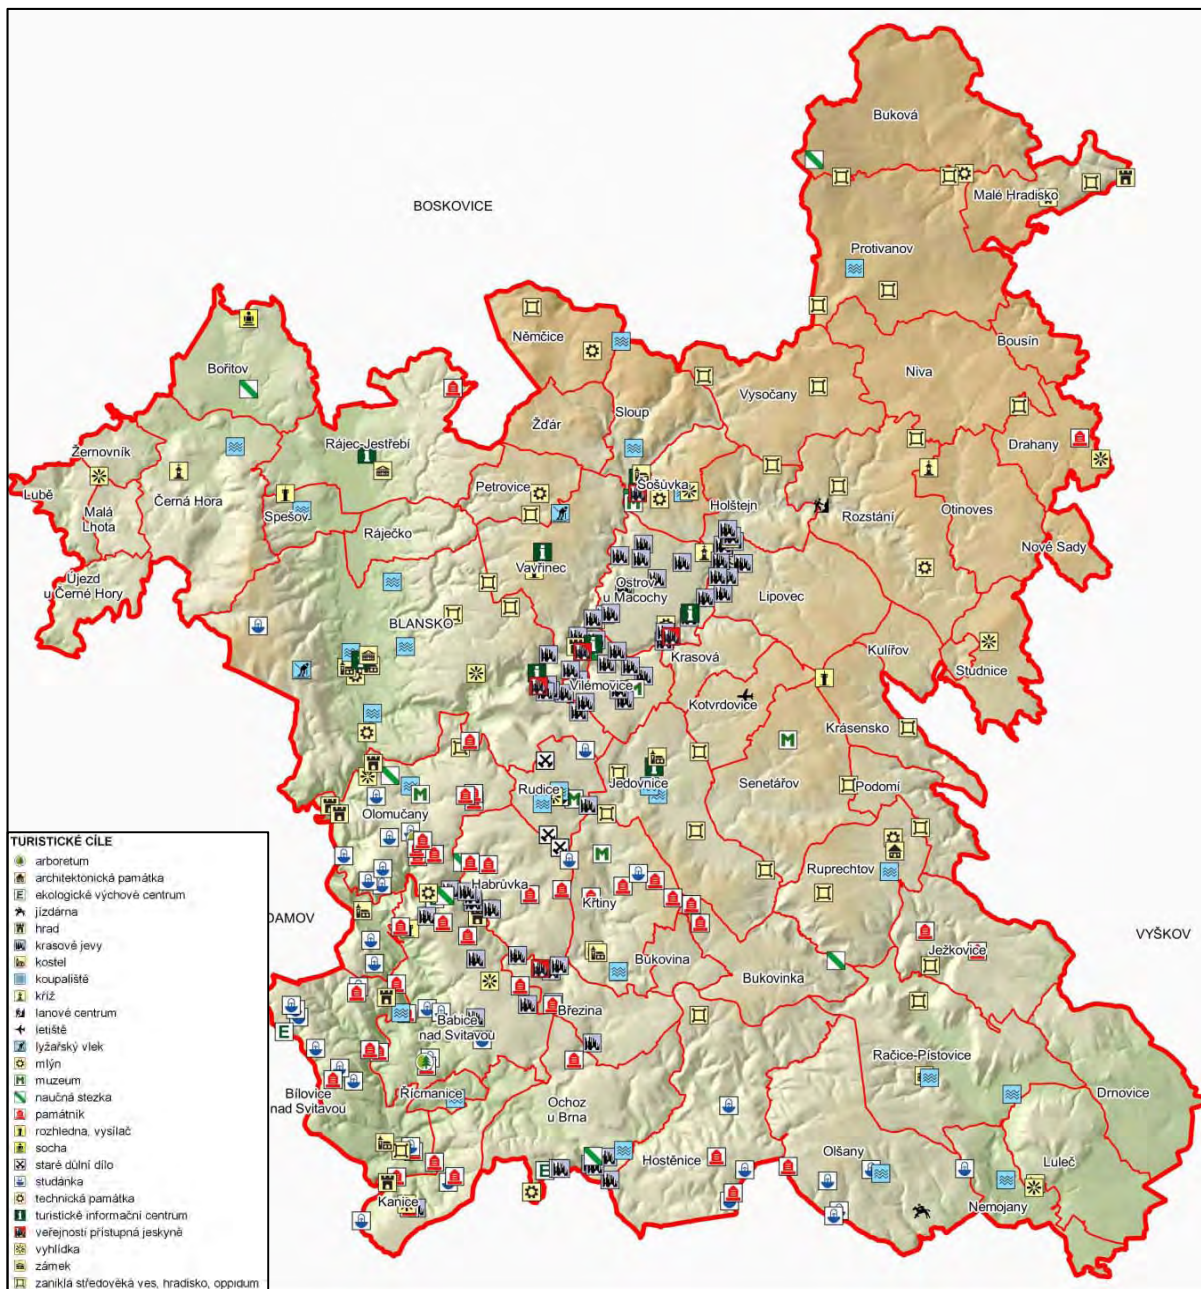 Buková
BOSKOVICE
Malé Hradisko
Protivanov
Němčice
Bousín
Bořitov
Niva
Vysočany
Sloup
Žďár
Drahany
Rájec-Jestřebí
Žernovník
Šošůvka
Petrovice
Lubě
Černá Hora
Holštejn
Malá
Lhota
Spešov
Rozstání
Otinoves
Ráječko
Nové Sady
Vavřinec
Újezd
u Černé Hory
Ostrov
u Macochy
Lipovec
BLANSKO
Kulířov
Krasová
Studnice
Vilémovice
Kotvrdovice
Krásensko
Rudice
Jedovnice
Senetářov
Podomí
Olomučany
Ruprechtov
Habrůvka
Křtiny
DAMOV
VYŠKOV
Ježkovice
Bukovina
Bukovinka
Březina
Babice
nad Svitavou
Račice-Pístovice
Bílovice
nad Svitavou
Řícmanice
Drnovice
Ochoz
u Brna
Olšany
Hostěnice
Luleč
Kanice
Nemojany
TURISTICKÉ CÍLE
arboretum
architektonická památka
E ekologické výchové centrum
jízdárna
hrad
krasové jevy
kostel
koupaliště
kříž
lanové centrum
letiště
lyžařský vlek
mlýn
M muzeum
naučná stezka
památník
rozhledna, vysílač
socha
staré důlní dílo
studánka
technická památka
i turistické informační centrum
veřejnosti přístupná jeskyně
vyhlídka
zámek
zaniklá středověká ves, hradisko, oppidum